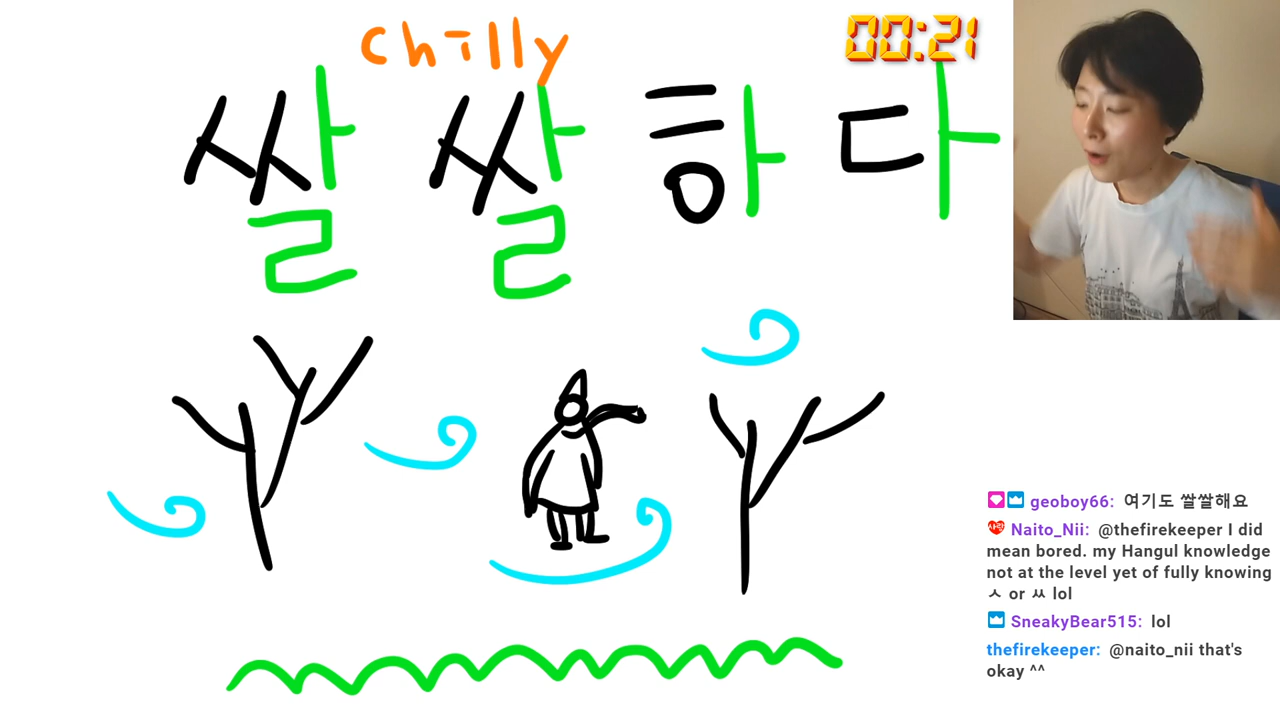 chilly
00:21
쌀쌀하다
geoboy66: 여기도 쌀쌀해요
사랑
Naito_Nii: @thefirekeeper I did
mean bored. my Hangul knowledge
not at the level yet of fully knowing
ㅅ or ㅆ lol
SneakyBear515: lol
thefirekeeper: @naito_nii that's
okay ^^